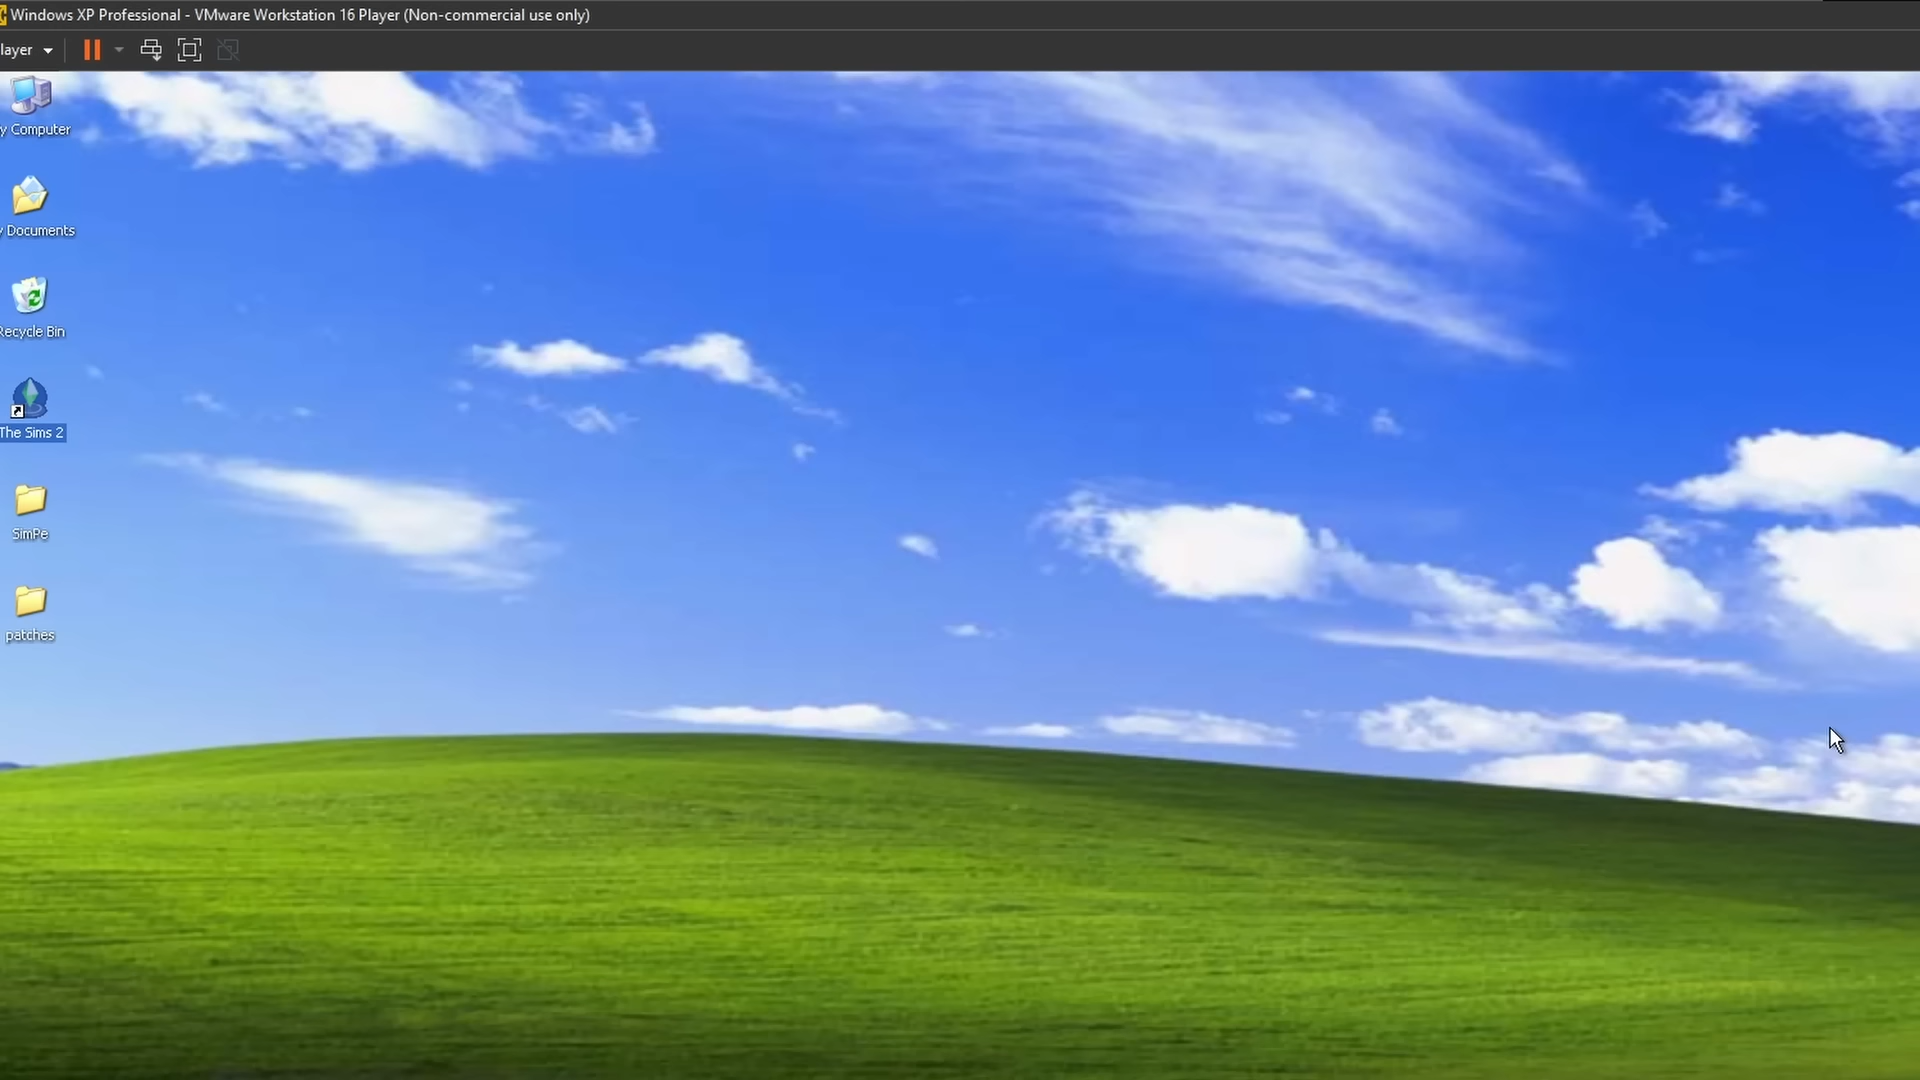 Windows XP Professional - VMware Workstation 16 Player (Non-commercial use only)
layer
y Computer
y Documents
Recycle Bin
The Sims 2
SimPe
patches